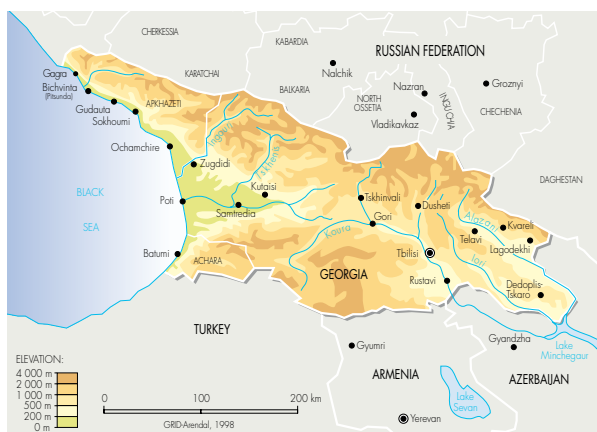 CHERKESSIA
KABARDIA
RUSSIAN FEDERATION
Gagra
KARATCHAI
Nalchik
Bichvinta
(Pitsunda)
BALKARIA
Nazran
Groznyi
Gudauta
APKHAZETI
NORTH
OSSETIA
INGUCHIA
CHECHENIA
Sokhoumi
Vladikavkaz
Ochamchire
Ingouri
Tskhenis
Zugdidi
DAGHESTAN
BLACK
SEA
Poti
Kutaisi
Tskhinvali
Dusheti
Samtredia
Gori
Alazani
Kvareli
Koura
Telavi
Lagodekhi
Batumi
Tbilisi
Iori
ACHARA
GEORGIA
Rustavi
Dedoplis-
Tskaro
TURKEY
Gyumri
Gyandzha
Lake
Minchegaur
ELEVATION:
4 000 m
2 000 m
1 000 m
500 m
200 m
0 m
ARMENIA
AZERBAIJAN
Lake
Sevan
0
100
200 km
GRID-Arendal, 1998
Yerevan